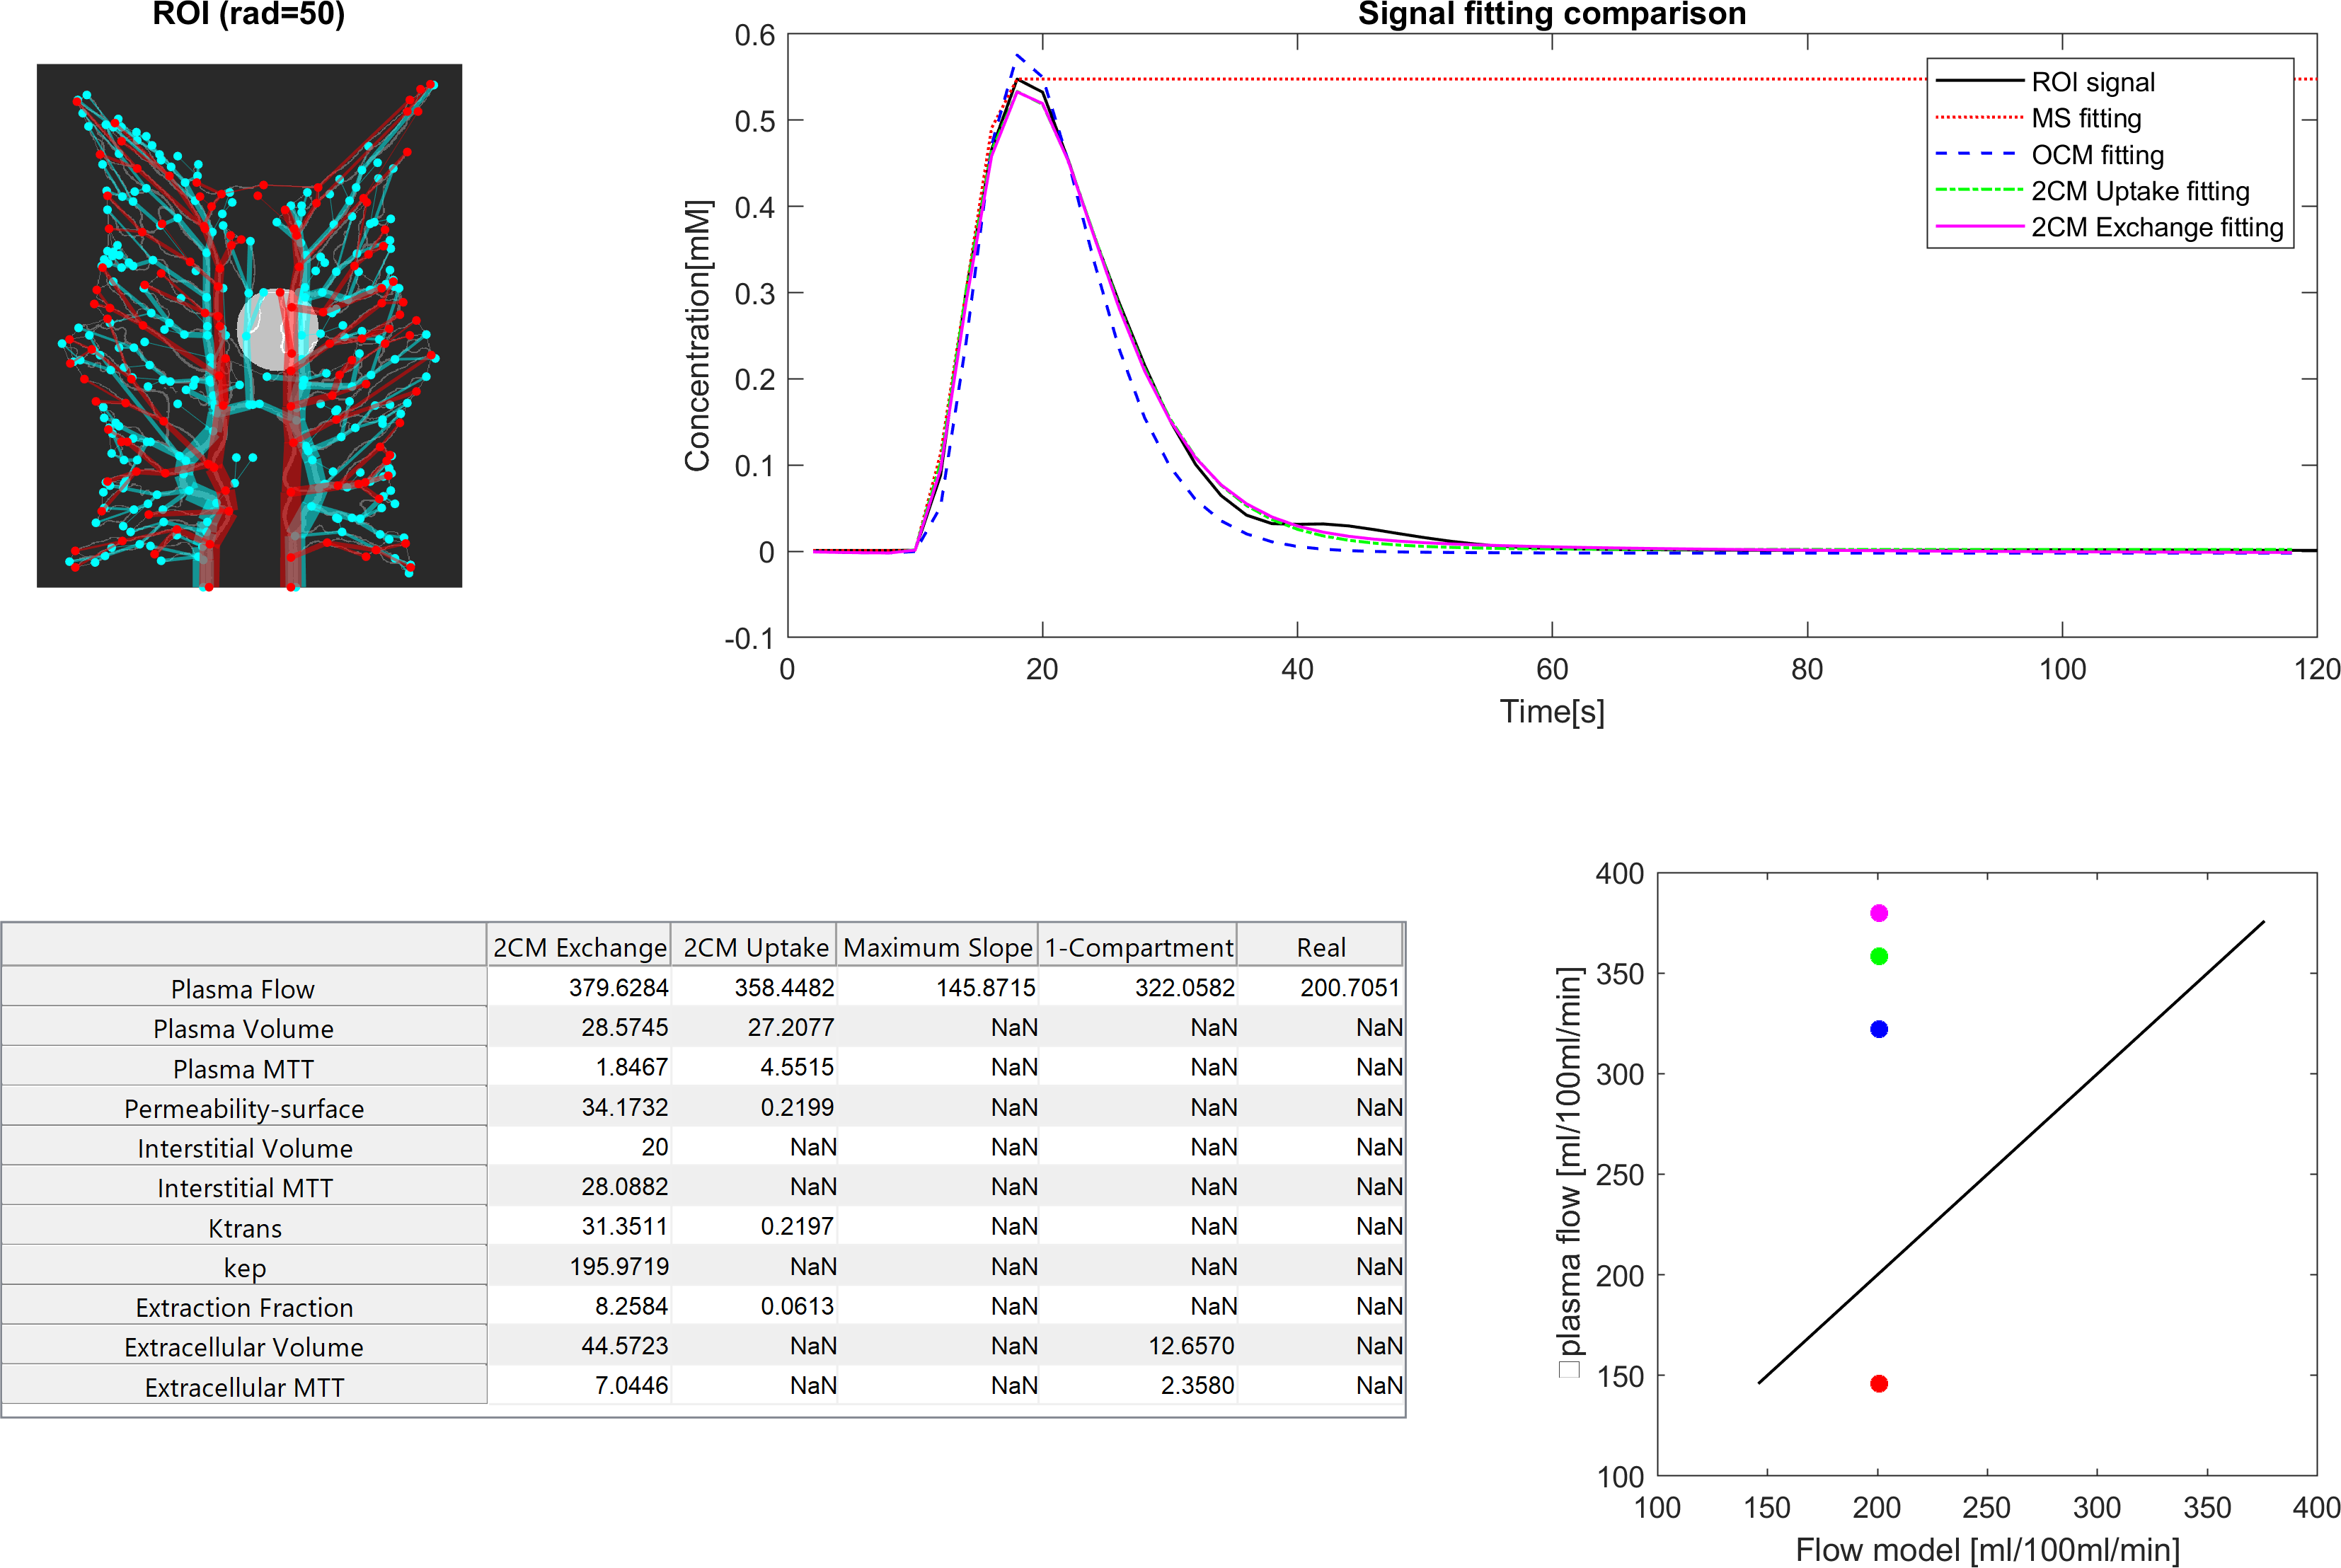 ROI (rad=50)
Signal fitting comparison
0.6
0.5
0.4
0.3
0.2
0.1
0
-0.1
Concentration[mM]
0 20 40 60 80 100 120
Time[s]
ROI signal
MS fitting
OCM fitting
2CM Uptake fitting
2CM Exchange fitting
2CM Exchange 2CM Uptake Maximum Slope 1-Compartment Real
Plasma Flow 379.6284 358.4482 145.8715 322.0582 200.7051
Plasma Volume 28.5745 27.2077 NaN NaN NaN
Plasma MTT 1.8467 4.5515 NaN NaN NaN
Permeability-surface 34.1732 0.2199 NaN NaN NaN
Interstitial Volume 20 NaN NaN NaN NaN
Interstitial MTT 28.0882 NaN NaN NaN NaN
Ktrans 31.3511 0.2197 NaN NaN NaN
kep 195.9719 NaN NaN NaN NaN
Extraction Fraction 8.2584 0.0613 NaN NaN NaN
Extracellular Volume 44.5723 NaN NaN 12.6570 NaN
Extracellular MTT 7.0446 NaN NaN 2.3580 NaN
400
350
300
250
200
150
100
□plasma flow [ml/100ml/min]
100 150 200 250 300 350 400
Flow model [ml/100ml/min]